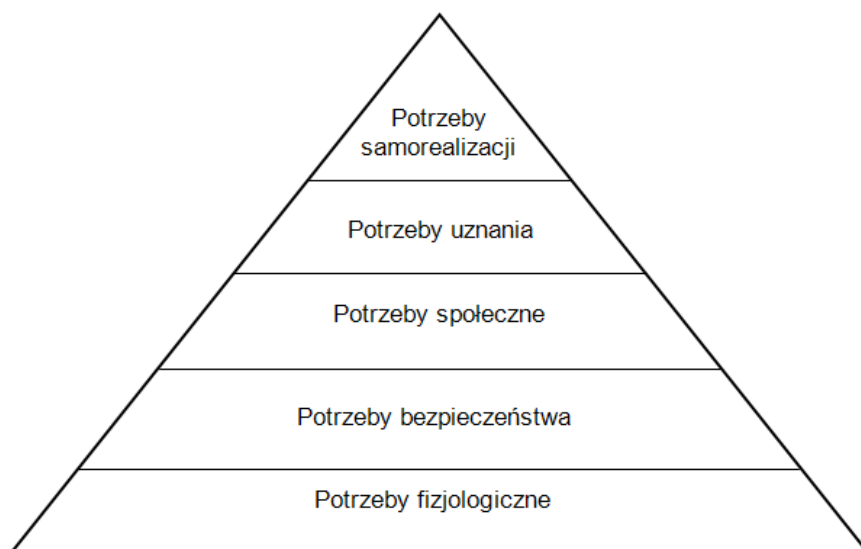 Potrzeby
samorealizacji
Potrzeby uznania
Potrzeby społeczne
Potrzeby bezpieczeństwa
Potrzeby fizjologiczne